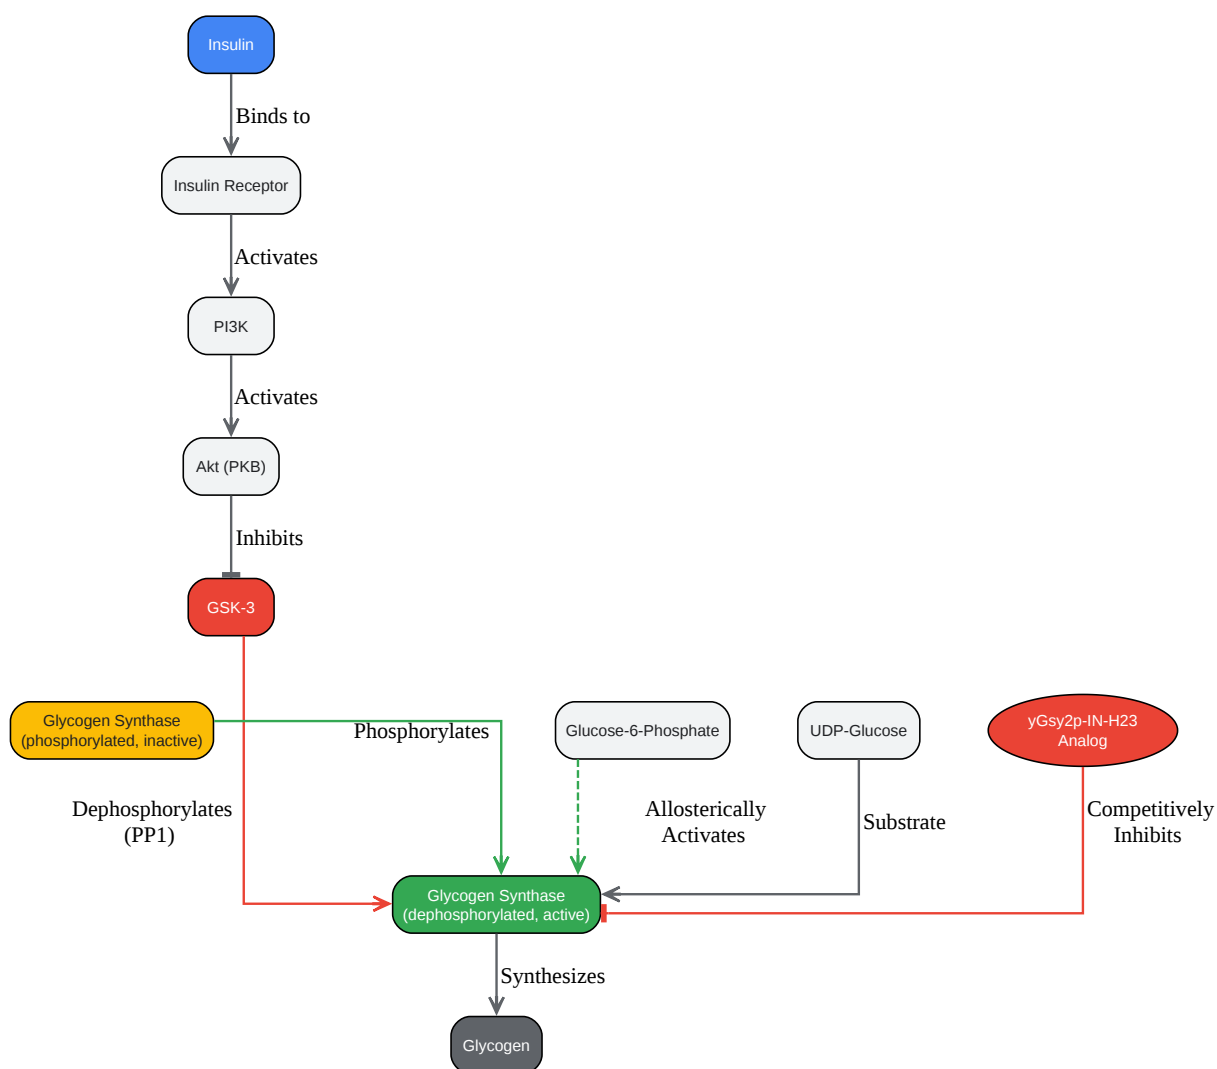 Insulin
Binds to
Insulin Receptor
Activates
PI3K
Activates
Akt (PKB)
Inhibits
GSK-3
Glycogen Synthase
(phosphorylated, inactive)
Phosphorylates
Glucose-6-Phosphate
UDP-Glucose
yGsy2p-IN-H23
Analog
Dephosphorylates
(PP1)
Allosterically
Activates
Substrate
Competitively
Inhibits
Glycogen Synthase
(dephosphorylated, active)
Synthesizes
Glycogen